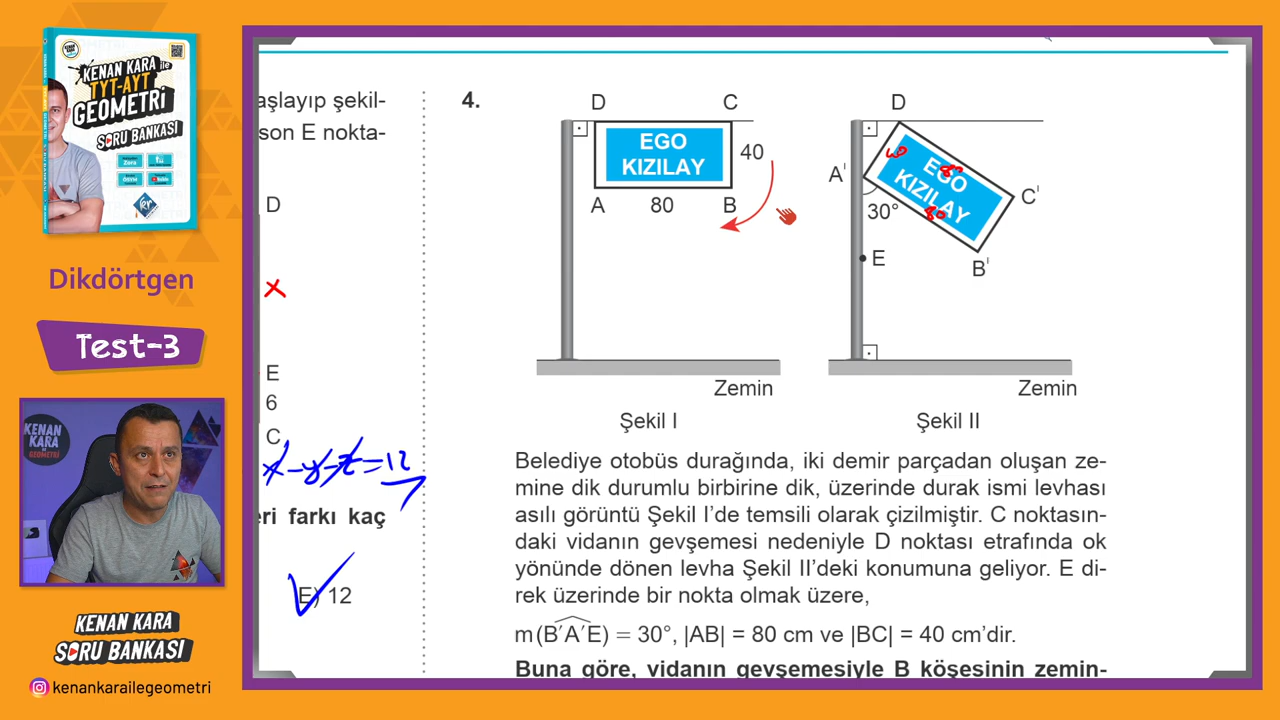 KENAN KARA ile
TYT-AYT
GEOMETRİ
SORU BANKASI
Dikdörtgen
Test-3
KENAN KARA
GEOMETRİ
KENAN KARA
SORU BANKASI
kenankarailegeometri
aşlayıp şekil-
son E nokta-
D
x
E
6
C
x-y-z=12
eri farkı kaç
E) 12
4.
D C
EGO
KIZILAY
40
A 80 B
Zemin
Şekil I
D
A' C'
40 80
EGO
KIZILAY
80
30°
E B'
Zemin
Şekil II
Belediye otobüs durağında, iki demir parçadan oluşan ze-
mine dik durumlu birbirine dik, üzerinde durak ismi levhası
asılı görüntü Şekil I'de temsili olarak çizilmiştir. C noktasın-
daki vidanın gevşemesi nedeniyle D noktası etrafında ok
yönünde dönen levha Şekil II'deki konumuna geliyor. E di-
rek üzerinde bir nokta olmak üzere,
m(B'A'E) = 30°, |AB| = 80 cm ve |BC| = 40 cm'dir.
Buna göre, vidanın gevşemesiyle B köşesinin zemin-